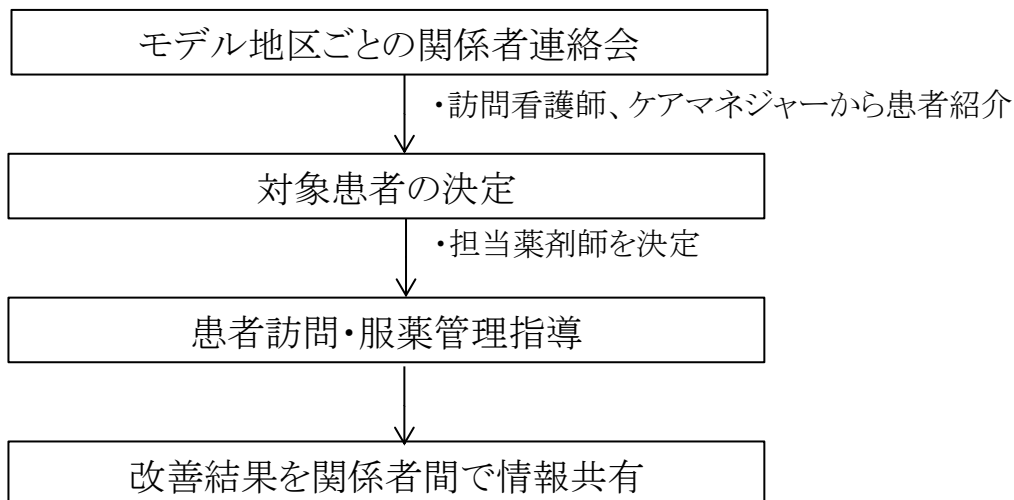 モデル地区ごとの関係者連絡会
・訪問看護師、ケアマネジャーから患者紹介
対象患者の決定
・担当薬剤師を決定
患者訪問・服薬管理指導
改善結果を関係者間で情報共有